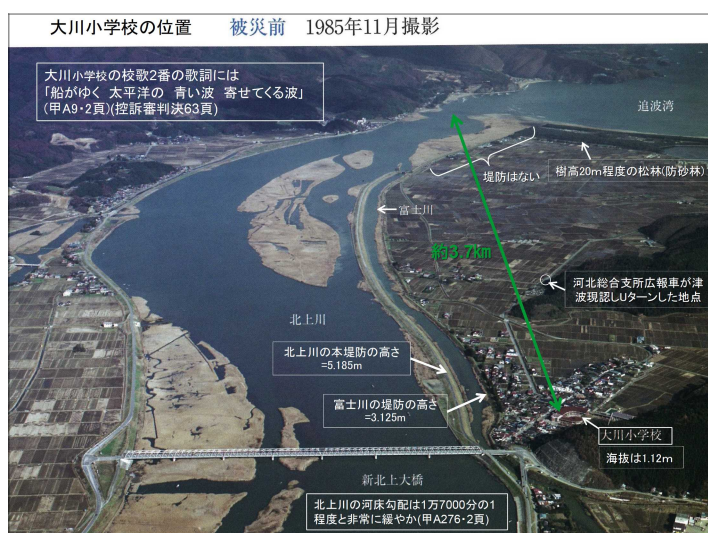 大川小学校の位置　被災前　1985年11月撮影
大川小学校の校歌2番の歌詞には
「船がゆく 太平洋の 青い波 寄せてくる波」
(甲A9・2頁)(控訴審判決63頁)
追波湾
堤防はない
樹高20m程度の松林(防砂林)
富士川
約3.7km
河北総合支所広報車が津
波現認しUターンした地点
北上川
北上川の本堤防の高さ
=5.185m
富士川の堤防の高さ
=3.125m
大川小学校
海抜は1.12m
新北上大橋
北上川の河床勾配は1万7000分の1
程度と非常に緩やか(甲A276・2頁)